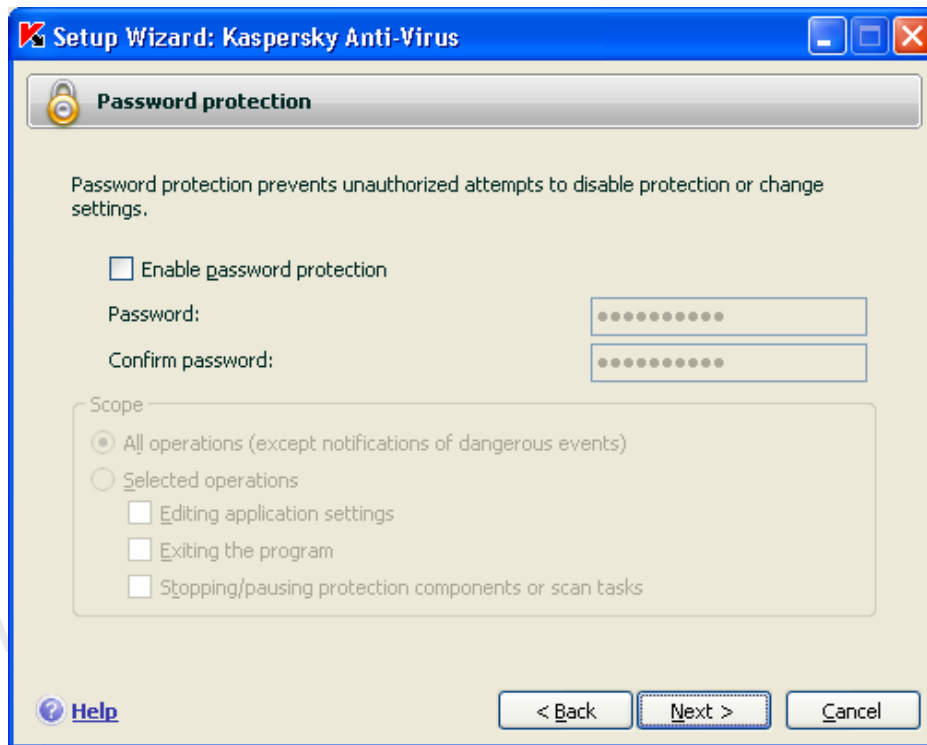 Setup Wizard: Kaspersky Anti-Virus
Password protection
Password protection prevents unauthorized attempts to disable protection or change
settings.
Enable password protection
Password:
Confirm password:
Scope
All operations (except notifications of dangerous events)
Selected operations
Editing application settings
Exiting the program
Stopping/pausing protection components or scan tasks
Help
< Back
Next >
Cancel